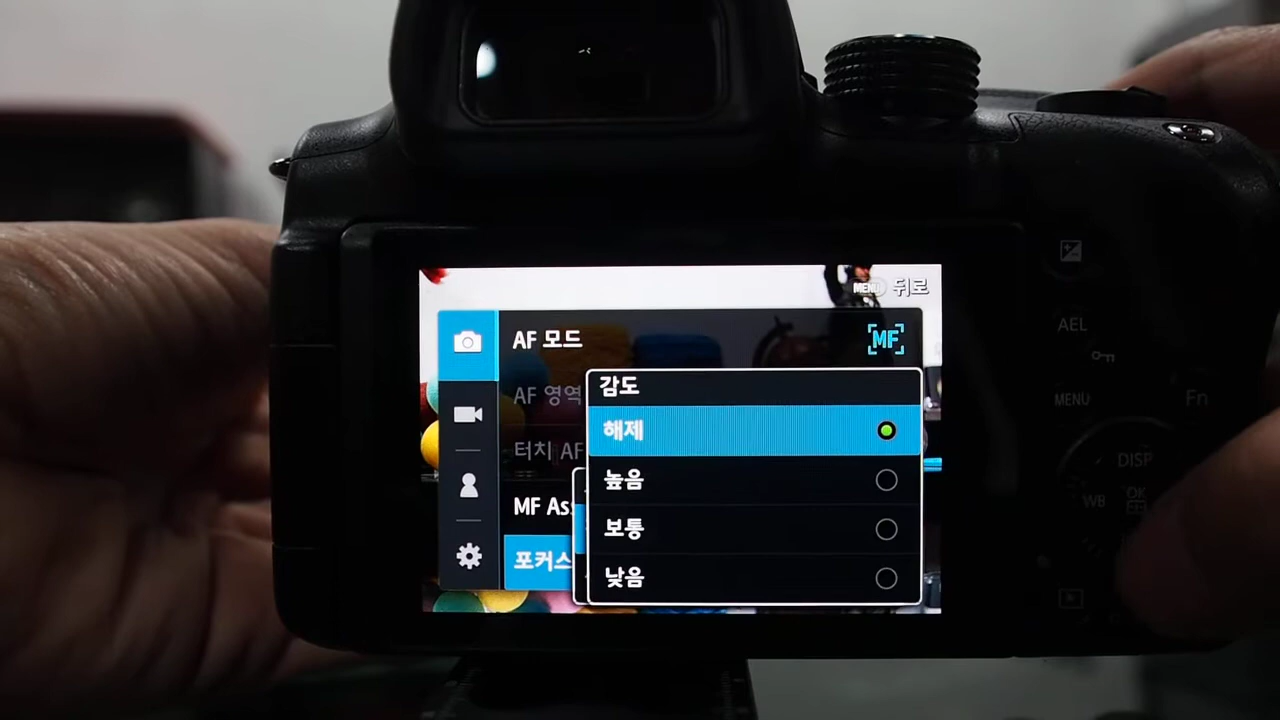 MENU 뒤로
AF 모드
MF
AF 영역
터치 AF
MF Ass
포커스
감도
해제
높음
보통
낮음
AEL
MENU
Fn
DISP
WB
OK